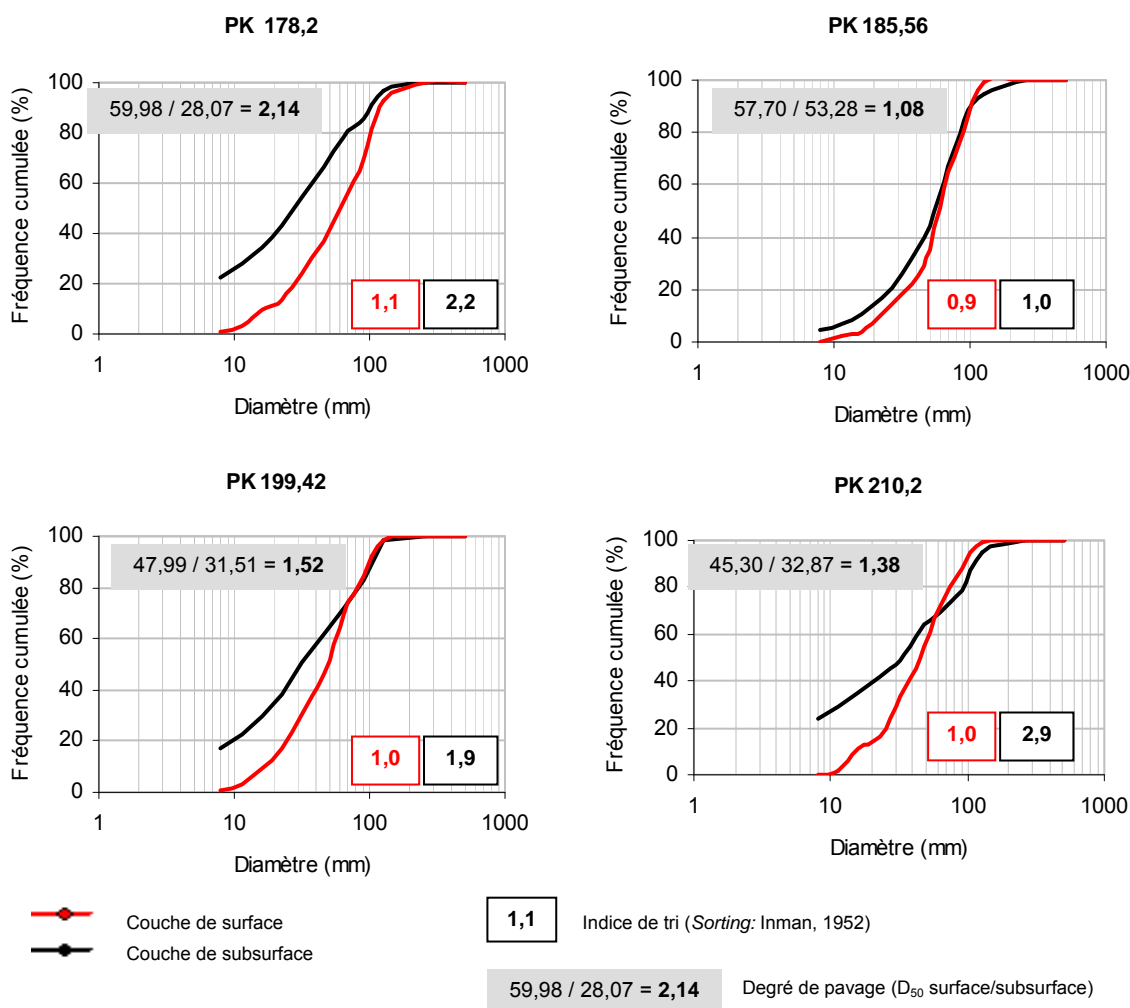 PK 178,2
100
80
60
40
20
0
Fréquence cumulée (%)
59,98 / 28,07 = 2,14
1,1 2,2
1 10 100 1000
Diamètre (mm)
PK 185,56
100
80
60
40
20
0
Fréquence cumulée (%)
57,70 / 53,28 = 1,08
0,9 1,0
1 10 100 1000
Diamètre (mm)
PK 199,42
100
80
60
40
20
0
Fréquence cumulée (%)
47,99 / 31,51 = 1,52
1,0 1,9
1 10 100 1000
Diamètre (mm)
PK 210,2
100
80
60
40
20
0
Fréquence cumulée (%)
45,30 / 32,87 = 1,38
1,0 2,9
1 10 100 1000
Diamètre (mm)
Couche de surface
Couche de subsurface
1,1 Indice de tri (Sorting: Inman, 1952)
59,98 / 28,07 = 2,14 Degré de pavage (D50 surface/subsurface)